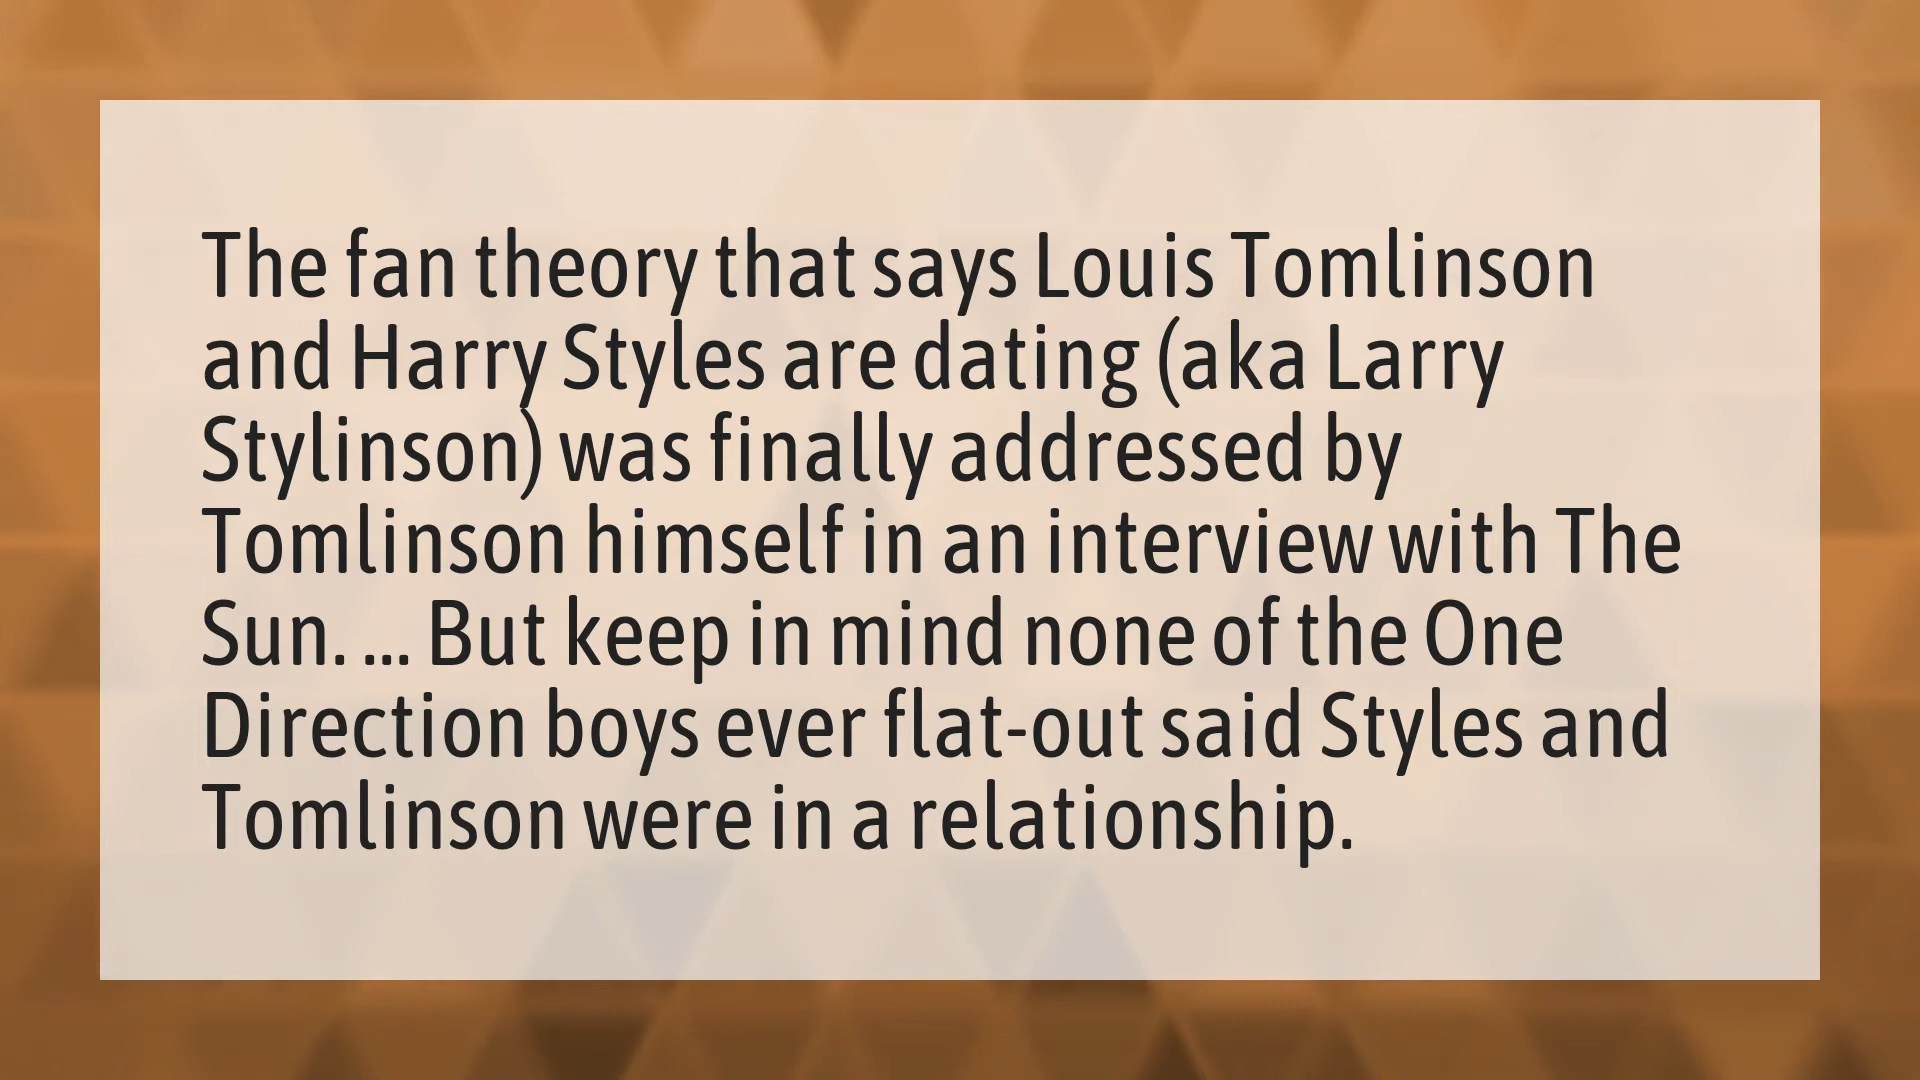 The fan theory that says Louis Tomlinson
and Harry Styles are dating (aka Larry
Stylinson) was finally addressed by
Tomlinson himself in an interview with The
Sun. ... But keep in mind none of the One
Direction boys ever flat-out said Styles and
Tomlinson were in a relationship.